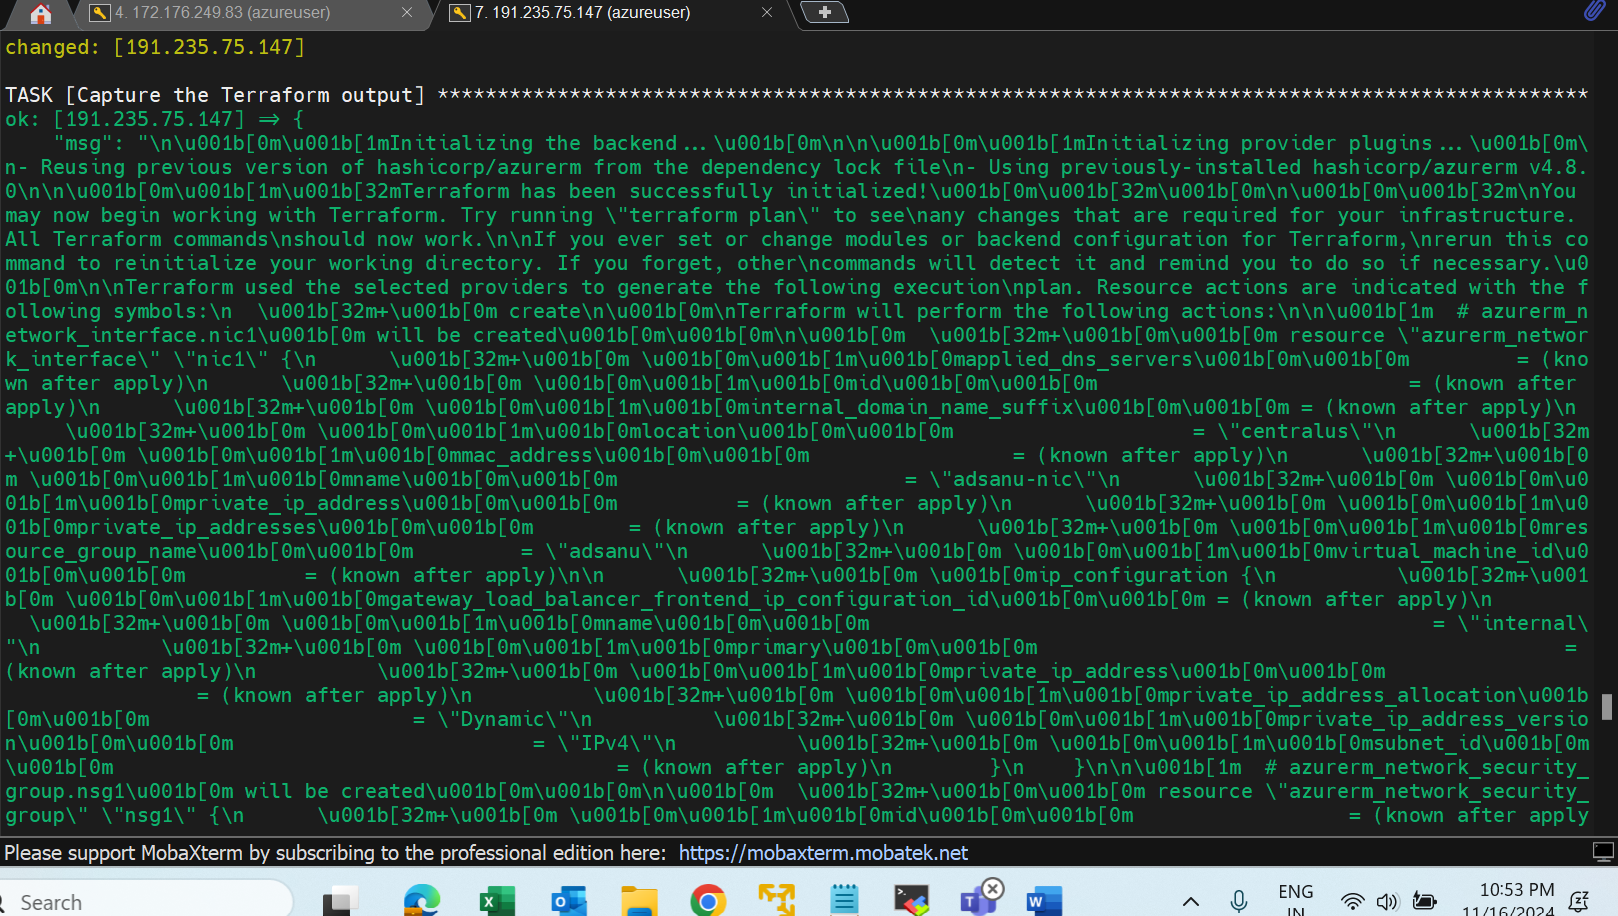 4. 172.176.249.83 (azureuser)
7. 191.235.75.147 (azureuser)
changed: [191.235.75.147]
TASK [Capture the Terraform output] ************************************************************************************************
ok: [191.235.75.147] => {
    "msg": "\n\u001b[0m\u001b[1mInitializing the backend...\u001b[0m\n\n\u001b[0m\u001b[1mInitializing provider plugins...\u001b[0m\
n- Reusing previous version of hashicorp/azurerm from the dependency lock file\n- Using previously-installed hashicorp/azurerm v4.8.
0\n\n\u001b[0m\u001b[1m\u001b[32mTerraform has been successfully initialized!\u001b[0m\u001b[32m\u001b[0m\n\u001b[0m\u001b[32m\nYou
may now begin working with Terraform. Try running \"terraform plan\" to see\nany changes that are required for your infrastructure.
All Terraform commands\nshould now work.\n\nIf you ever set or change modules or backend configuration for Terraform,\nrerun this co
mmand to reinitialize your working directory. If you forget, other\ncommands will detect it and remind you to do so if necessary.\u0
01b[0m\n\nTerraform used the selected providers to generate the following execution\nplan. Resource actions are indicated with the f
ollowing symbols:\n  \u001b[32m+\u001b[0m create\n\u001b[0m\nTerraform will perform the following actions:\n\n\u001b[1m  # azurerm_n
etwork_interface.nic1\u001b[0m will be created\u001b[0m\u001b[0m\n\u001b[0m  \u001b[32m+\u001b[0m\u001b[0m resource \"azurerm_networ
k_interface\" \"nic1\" {\n      \u001b[32m+\u001b[0m \u001b[0m\u001b[1m\u001b[0mapplied_dns_servers\u001b[0m\u001b[0m         = (kno
wn after apply)\n      \u001b[32m+\u001b[0m \u001b[0m\u001b[1m\u001b[0mid\u001b[0m\u001b[0m                          = (known after
apply)\n      \u001b[32m+\u001b[0m \u001b[0m\u001b[1m\u001b[0minternal_domain_name_suffix\u001b[0m\u001b[0m = (known after apply)\n
     \u001b[32m+\u001b[0m \u001b[0m\u001b[1m\u001b[0mlocation\u001b[0m\u001b[0m                    = \"centralus\"\n      \u001b[32m
+\u001b[0m \u001b[0m\u001b[1m\u001b[0mmac_address\u001b[0m\u001b[0m                 = (known after apply)\n      \u001b[32m+\u001b[0
m \u001b[0m\u001b[1m\u001b[0mname\u001b[0m\u001b[0m                        = \"adsanu-nic\"\n      \u001b[32m+\u001b[0m \u001b[0m\u0
01b[1m\u001b[0mprivate_ip_address\u001b[0m\u001b[0m          = (known after apply)\n      \u001b[32m+\u001b[0m \u001b[0m\u001b[1m\u0
01b[0mprivate_ip_addresses\u001b[0m\u001b[0m        = (known after apply)\n      \u001b[32m+\u001b[0m \u001b[0m\u001b[1m\u001b[0mres
ource_group_name\u001b[0m\u001b[0m         = \"adsanu\"\n      \u001b[32m+\u001b[0m \u001b[0m\u001b[1m\u001b[0mvirtual_machine_id\u0
01b[0m\u001b[0m          = (known after apply)\n\n      \u001b[32m+\u001b[0m \u001b[0mip_configuration {\n          \u001b[32m+\u001
b[0m \u001b[0m\u001b[1m\u001b[0mgateway_load_balancer_frontend_ip_configuration_id\u001b[0m\u001b[0m = (known after apply)\n
  \u001b[32m+\u001b[0m \u001b[0m\u001b[1m\u001b[0mname\u001b[0m\u001b[0m                                               = \"internal\
"\n          \u001b[32m+\u001b[0m \u001b[0m\u001b[1m\u001b[0mprimary\u001b[0m\u001b[0m                                            =
(known after apply)\n          \u001b[32m+\u001b[0m \u001b[0m\u001b[1m\u001b[0mprivate_ip_address\u001b[0m\u001b[0m
                = (known after apply)\n          \u001b[32m+\u001b[0m \u001b[0m\u001b[1m\u001b[0mprivate_ip_address_allocation\u001b
[0m\u001b[0m                      = \"Dynamic\"\n          \u001b[32m+\u001b[0m \u001b[0m\u001b[1m\u001b[0mprivate_ip_address_versio
n\u001b[0m\u001b[0m                         = \"IPv4\"\n          \u001b[32m+\u001b[0m \u001b[0m\u001b[1m\u001b[0msubnet_id\u001b[0m
\u001b[0m                                          = (known after apply)\n        }\n    }\n\n\u001b[1m  # azurerm_network_security_
group.nsg1\u001b[0m will be created\u001b[0m\u001b[0m\n\u001b[0m  \u001b[32m+\u001b[0m\u001b[0m resource \"azurerm_network_security_
group\" \"nsg1\" {\n      \u001b[32m+\u001b[0m \u001b[0m\u001b[1m\u001b[0mid\u001b[0m\u001b[0m                  = (known after apply
Please support MobaXterm by subscribing to the professional edition here: https://mobaxterm.mobatek.net
Search
ENG
IN
10:53 PM
11/16/2024